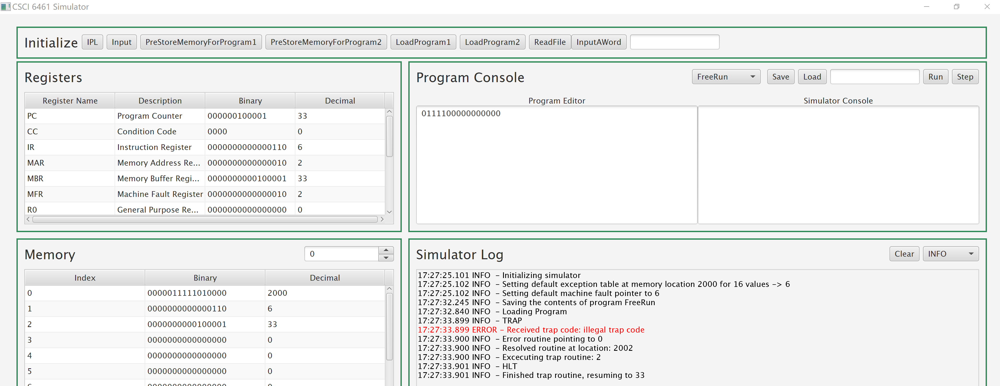 CSCI 6461 Simulator
Initialize IPL Input PreStoreMemoryForProgram1 PreStoreMemoryForProgram2 LoadProgram1 LoadProgram2 ReadFile InputAWord
Registers
Register Name Description Binary Decimal
PC Program Counter 000000100001 33
CC Condition Code 0000 0
IR Instruction Register 0000000000000110 6
MAR Memory Address Re... 0000000000000010 2
MBR Memory Buffer Regi... 0000000000100001 33
MFR Machine Fault Register 0000000000000010 2
R0 General Purpose Re... 0000000000000000 0
Program Console FreeRun Save Load Run Step
Program Editor Simulator Console
0111100000000000
Memory 0
Index Binary Decimal
0 0000011111010000 2000
1 0000000000000110 6
2 0000000000100001 33
3 0000000000000000 0
4 0000000000000000 0
5 0000000000000000 0
Simulator Log Clear INFO
17:27:25.101 INFO – Initializing simulator
17:27:25.102 INFO – Setting default exception table at memory location 2000 for 16 values –> 6
17:27:25.102 INFO – Setting default machine fault pointer to 6
17:27:32.245 INFO – Saving the contents of program FreeRun
17:27:32.840 INFO – Loading Program
17:27:33.899 INFO – TRAP
17:27:33.899 ERROR – Received trap code: illegal trap code
17:27:33.900 INFO – Error routine pointing to 0
17:27:33.900 INFO – Resolved routine at location: 2002
17:27:33.900 INFO – Excecuting trap routine: 2
17:27:33.901 INFO – HLT
17:27:33.901 INFO – Finished trap routine, resuming to 33